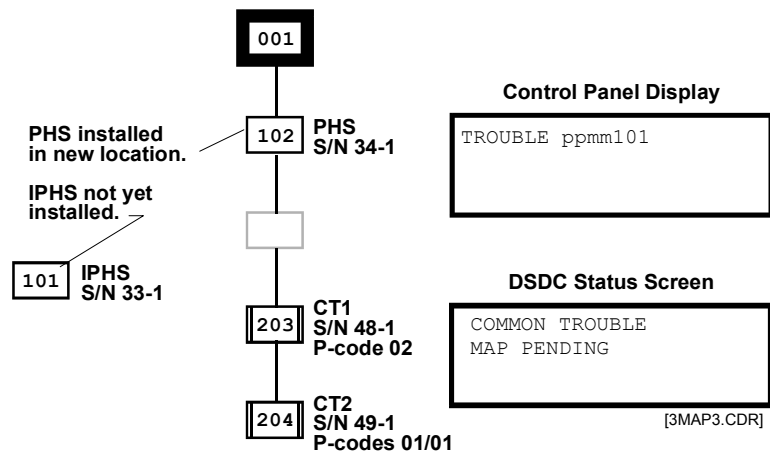 001
PHS installed
in new location.
102
PHS
S/N 34-1
IPHS not yet
installed.
101
IPHS
S/N 33-1
203
CT1
S/N 48-1
P-code 02
204
CT2
S/N 49-1
P-codes 01/01
Control Panel Display
TROUBLE ppmm101
DSDC Status Screen
COMMON TROUBLE
MAP PENDING
[3MAP3.CDR]